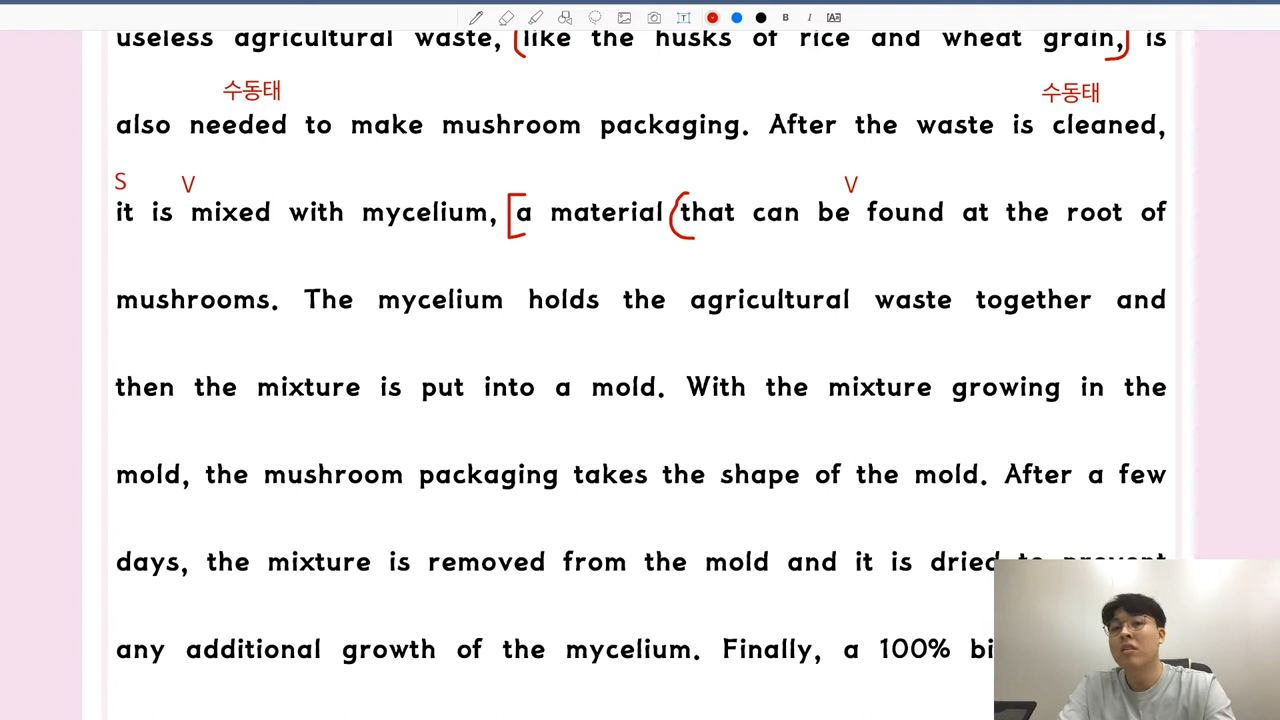 T B I A
useless agricultural waste, (like the husks of rice and wheat grain,) is
수동태 수동태
also needed to make mushroom packaging. After the waste is cleaned,
S V V
it is mixed with mycelium, [a material (that can be found at the root of
mushrooms. The mycelium holds the agricultural waste together and
then the mixture is put into a mold. With the mixture growing in the
mold, the mushroom packaging takes the shape of the mold. After a few
days, the mixture is removed from the mold and it is dried to prevent
any additional growth of the mycelium. Finally, a 100%